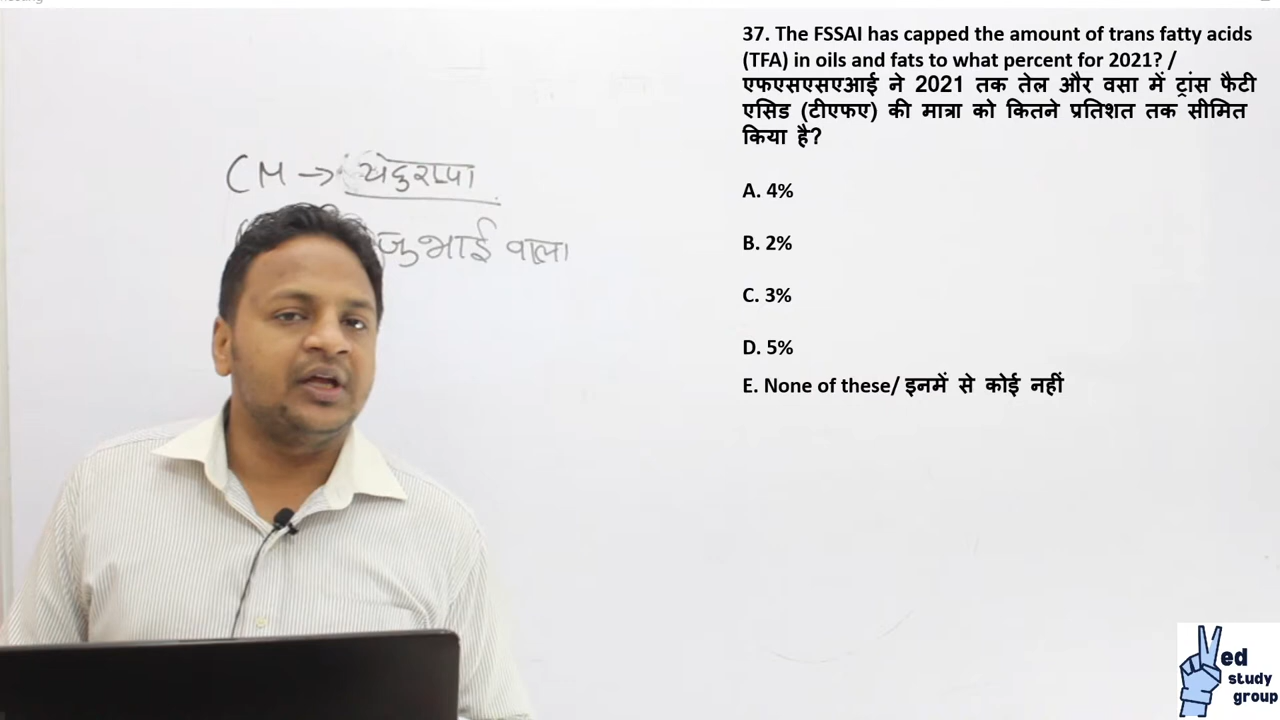 37. The FSSAI has capped the amount of trans fatty acids
(TFA) in oils and fats to what percent for 2021? /
एफएसएसएआई ने 2021 तक तेल और वसा में ट्रांस फैटी
एसिड (टीएफए) की मात्रा को कितने प्रतिशत तक सीमित
किया है?
A. 4%
B. 2%
C. 3%
D. 5%
E. None of these/ इनमें से कोई नहीं
CM → येदुरप्पा
जुभाई वाला
Ved
study
group